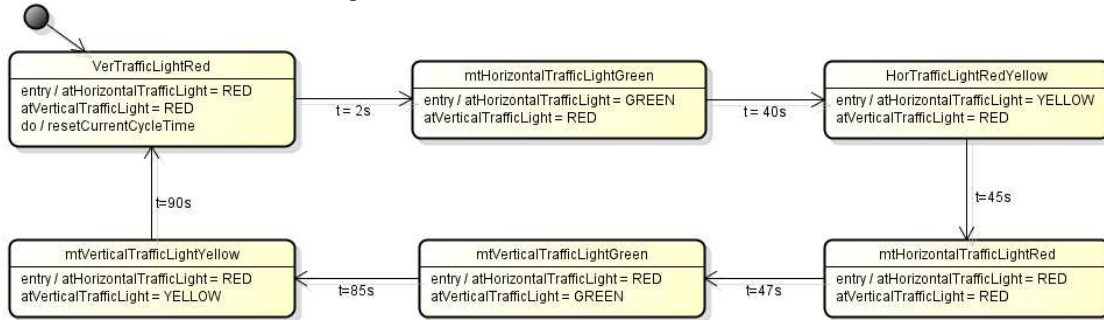 VerTrafficLightRed
entry / atHorizontalTrafficLight = RED
atVerticalTrafficLight = RED
do / resetCurrentCycleTime
t = 2s
mtHorizontalTrafficLightGreen
entry / atHorizontalTrafficLight = GREEN
atVerticalTrafficLight = RED
t = 40s
HorTrafficLightRedYellow
entry / atHorizontalTrafficLight = YELLOW
atVerticalTrafficLight = RED
t=45s
mtHorizontalTrafficLightRed
entry / atHorizontalTrafficLight = RED
atVerticalTrafficLight = RED
t=47s
mtVerticalTrafficLightGreen
entry / atHorizontalTrafficLight = RED
atVerticalTrafficLight = GREEN
t=85s
mtVerticalTrafficLightYellow
entry / atHorizontalTrafficLight = RED
atVerticalTrafficLight = YELLOW
t=90s